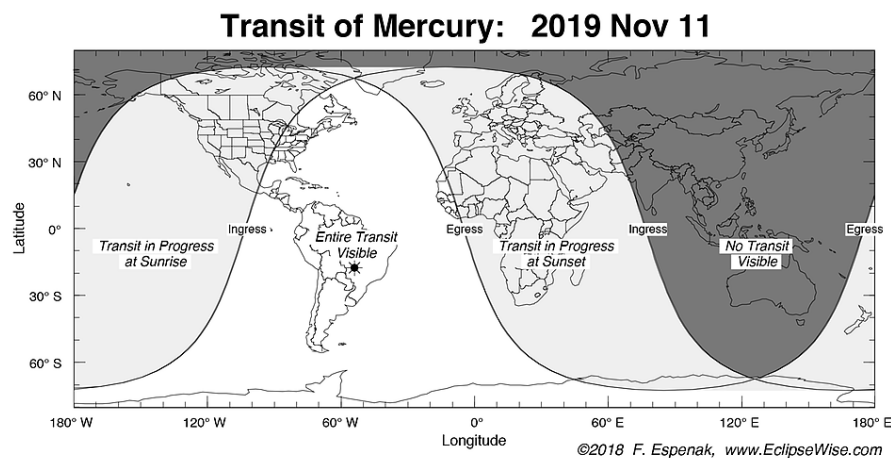 Transit of Mercury: 2019 Nov 11
60° N
30° N
Latitude
0°
30° S
60° S
Ingress
Egress
Ingress
Egress
Transit in Progress
at Sunrise
Entire Transit
Visible
Transit in Progress
at Sunset
No Transit
Visible
180° W
120° W
60° W
0°
60° E
120° E
180° E
Longitude
©2018 F. Espenak, www.EclipseWise.com